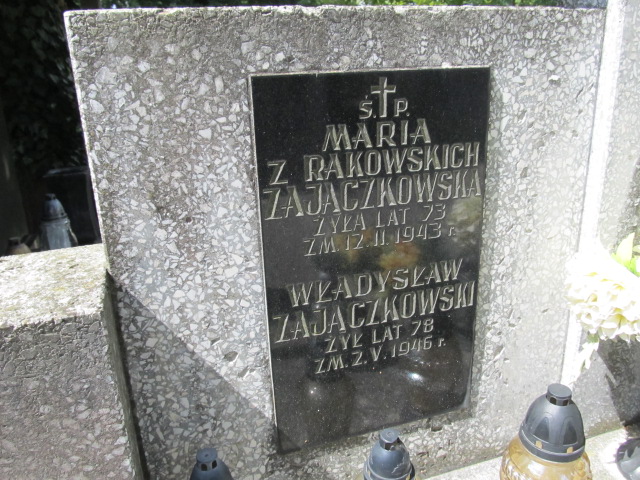 Ś.†P.
MARIA
Z RAKOWSKICH
ZAJĄCZKOWSKA
ŻYŁA LAT 73
ZM. 12.II.1943 r.
WŁADYSŁAW
ZAJĄCZKOWSKI
ŻYŁ LAT 78
ZM. 2.V.1946 r.